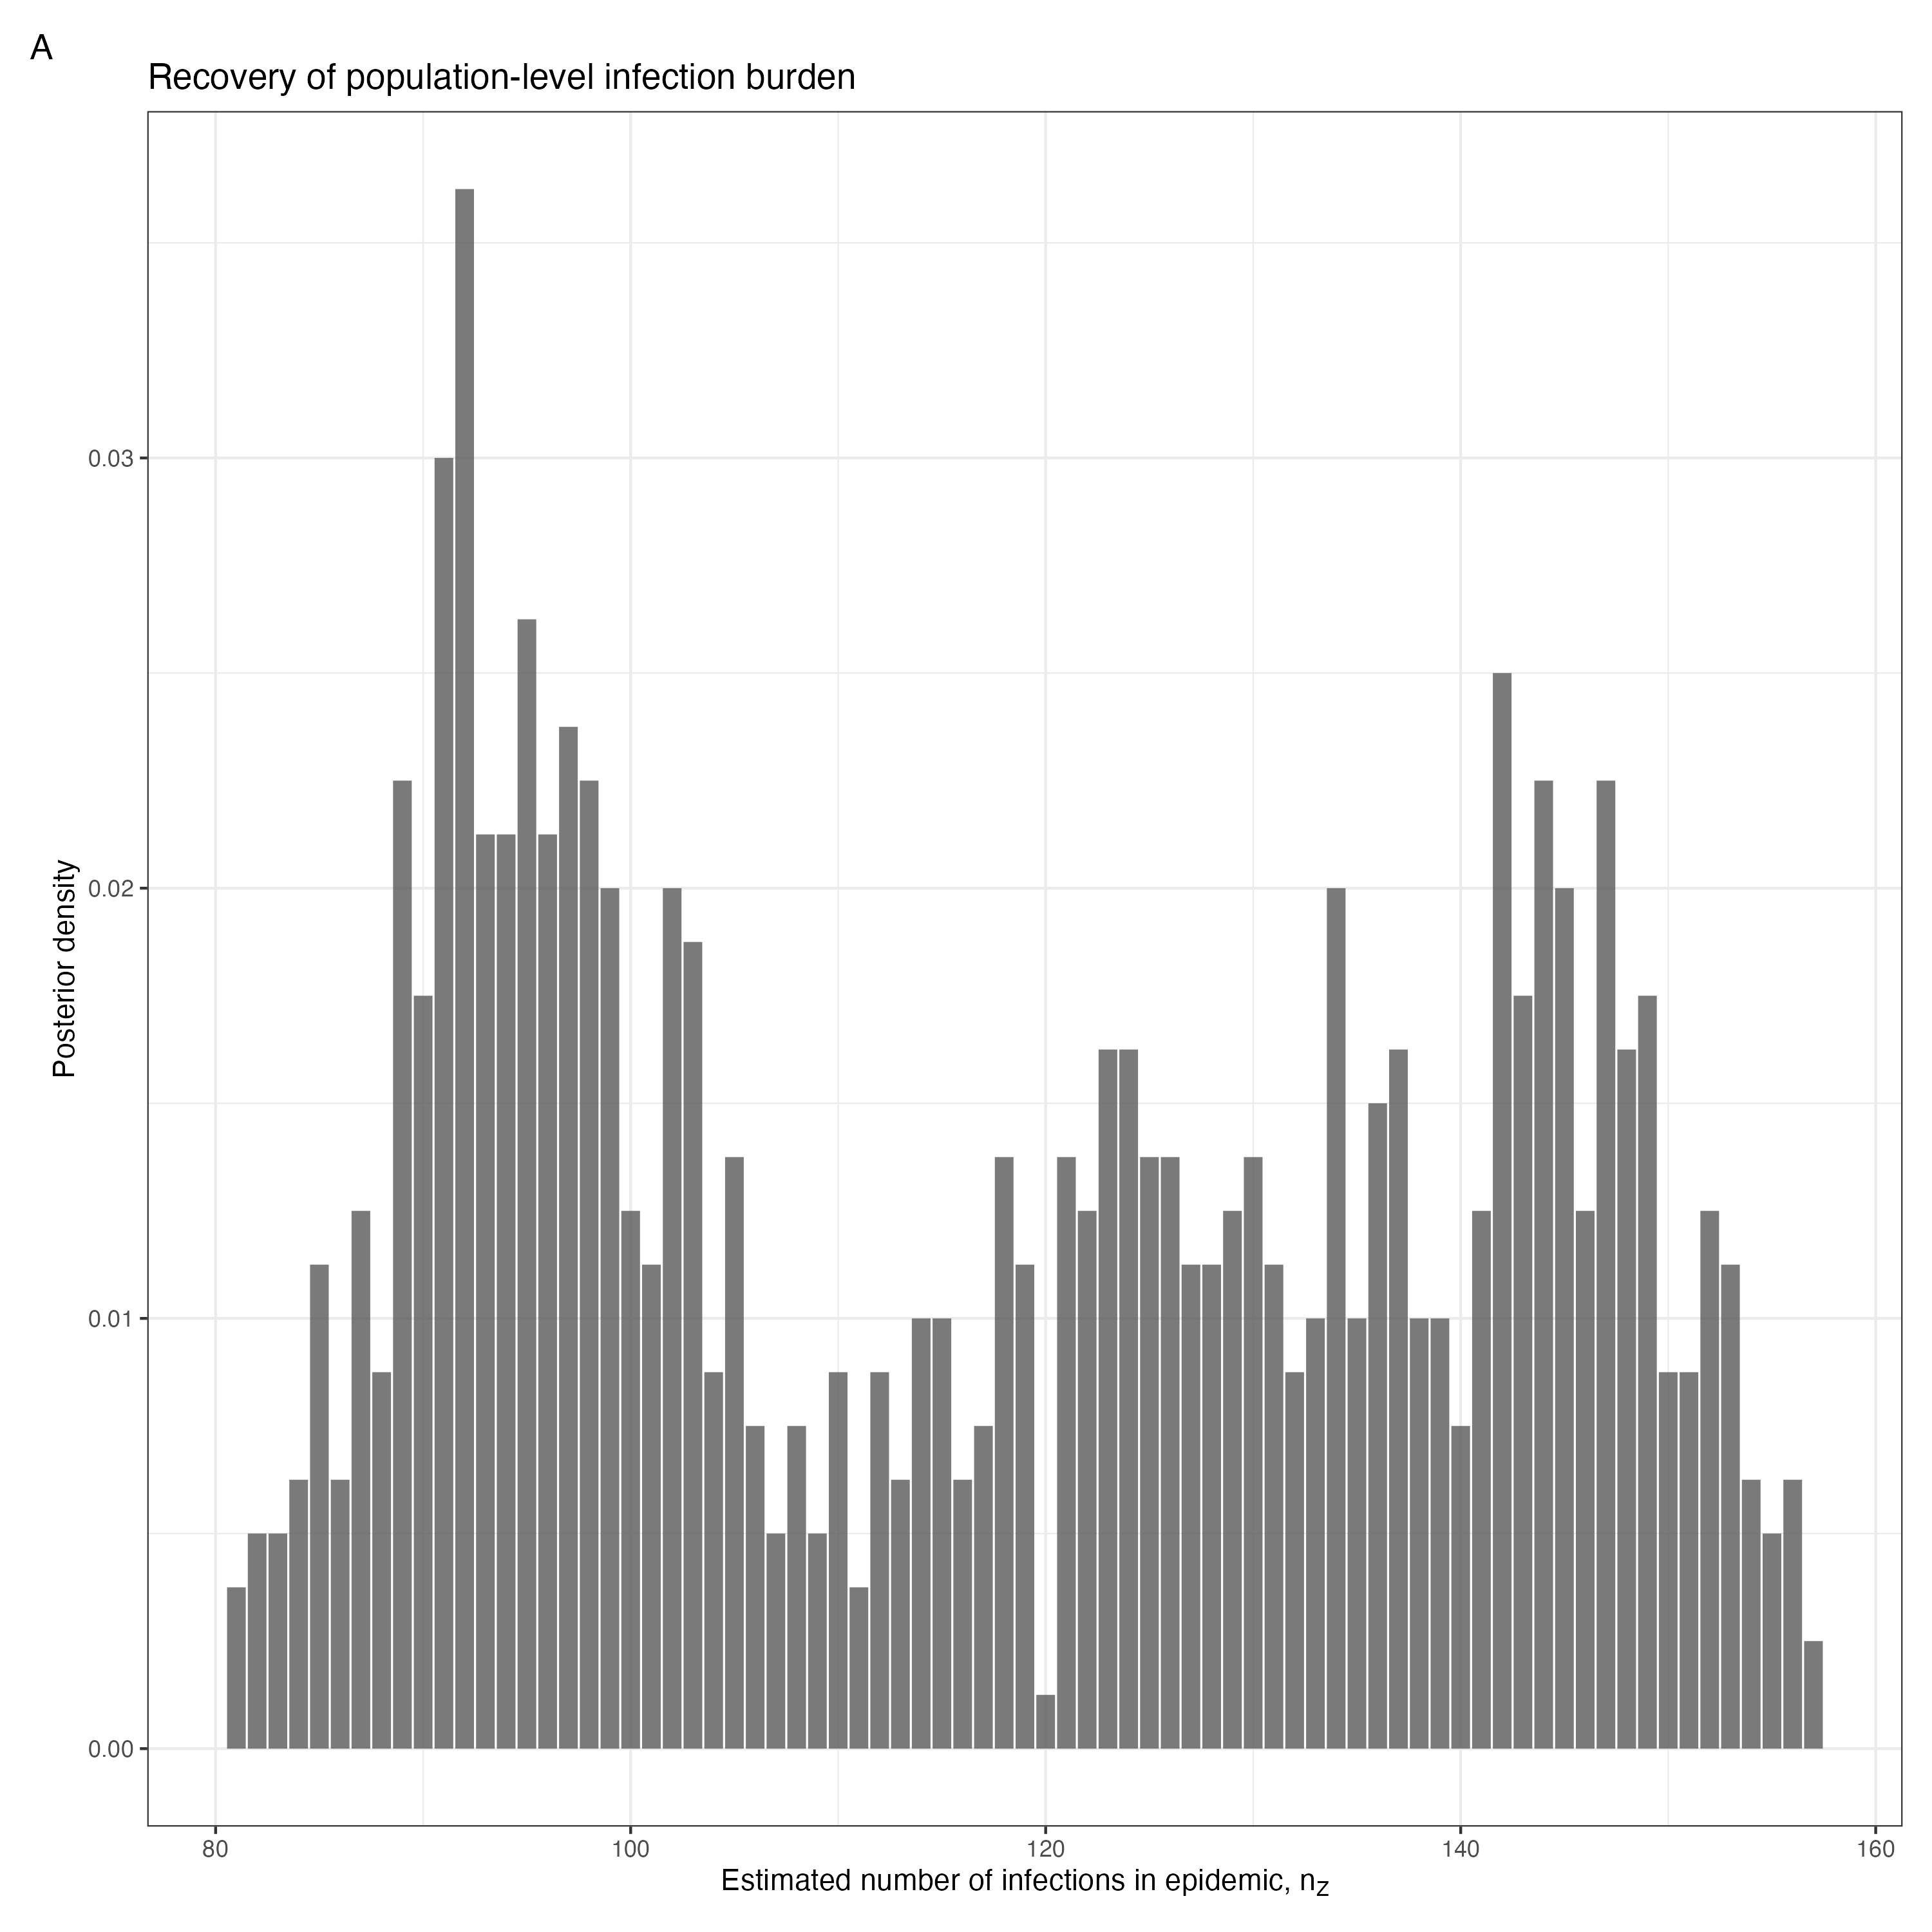 A
Recovery of population-level infection burden
Posterior density
0.03
0.02
0.01
0.00
80 100 120 140 160
Estimated number of infections in epidemic, nz